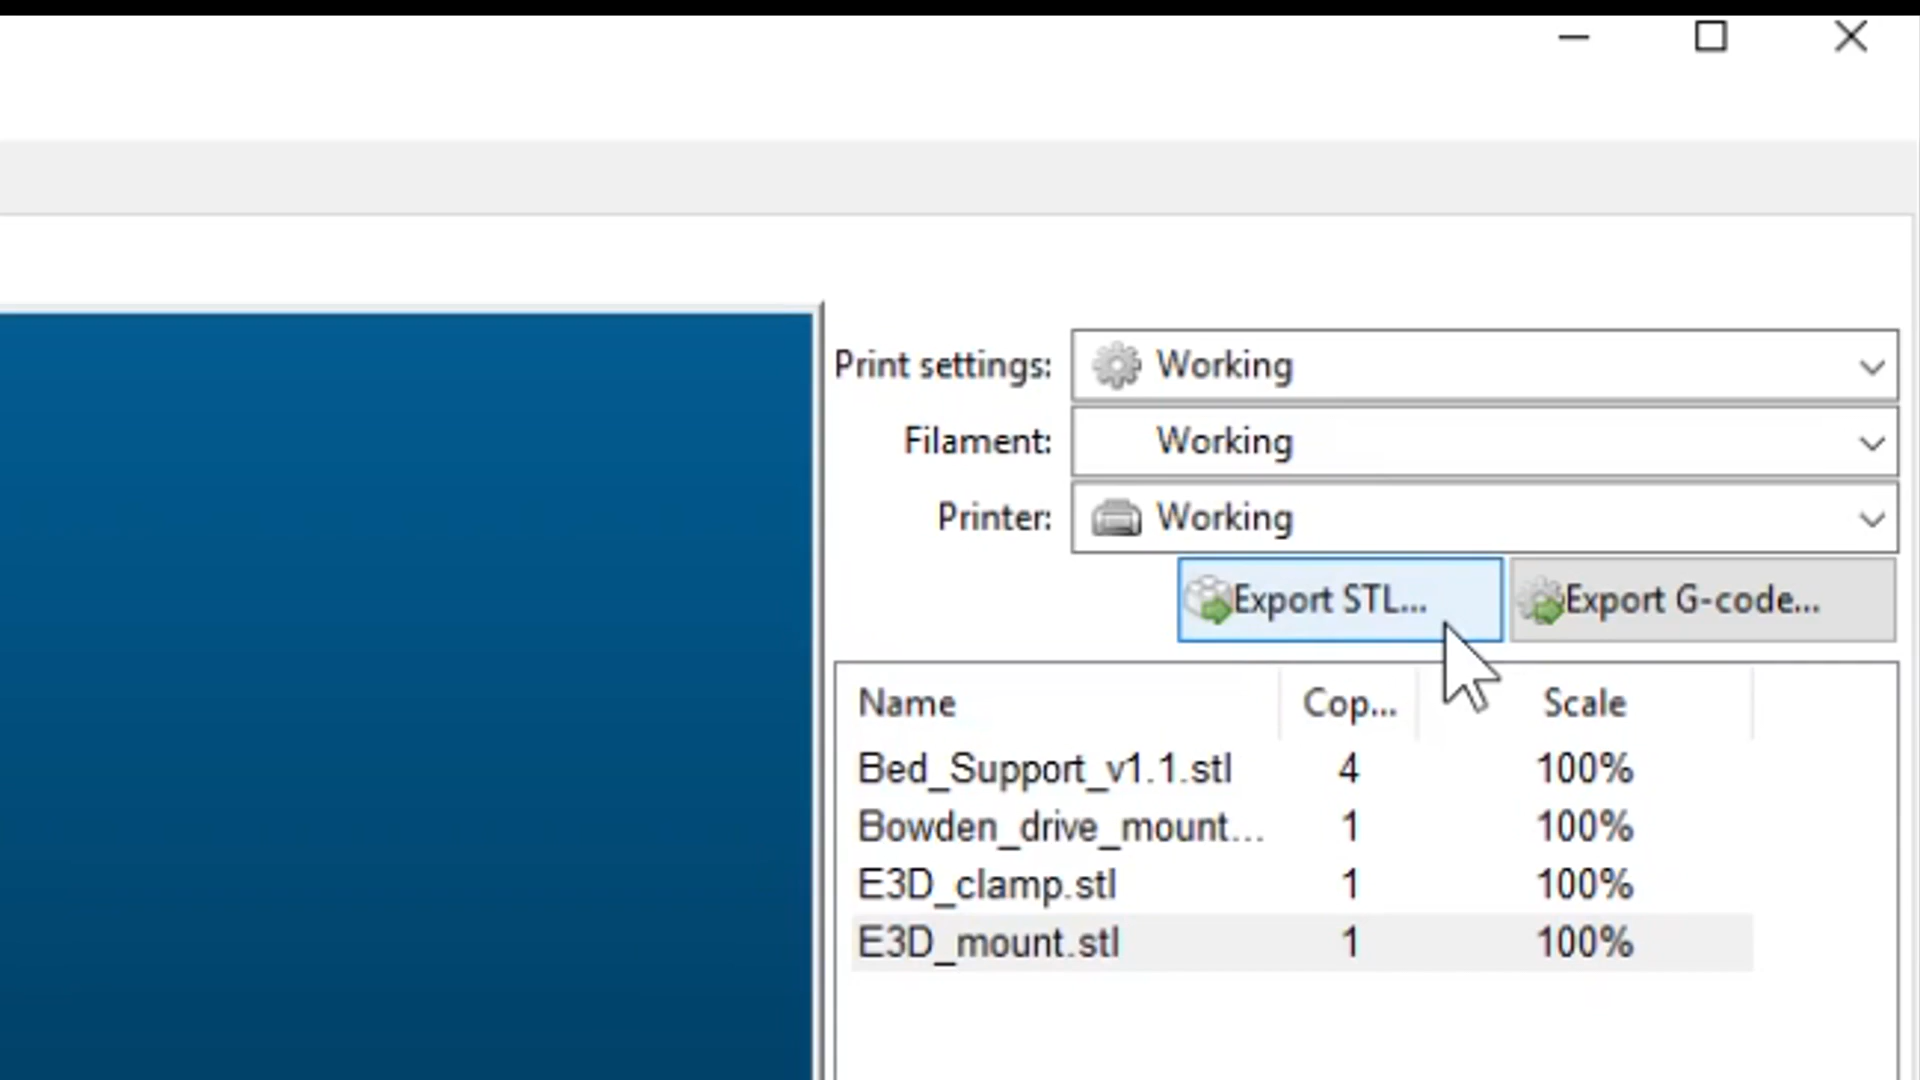 Print settings: Working
Filament: Working
Printer: Working
Export STL... Export G-code...
Name Cop... Scale
Bed_Support_v1.1.stl 4 100%
Bowden_drive_mount... 1 100%
E3D_clamp.stl 1 100%
E3D_mount.stl 1 100%